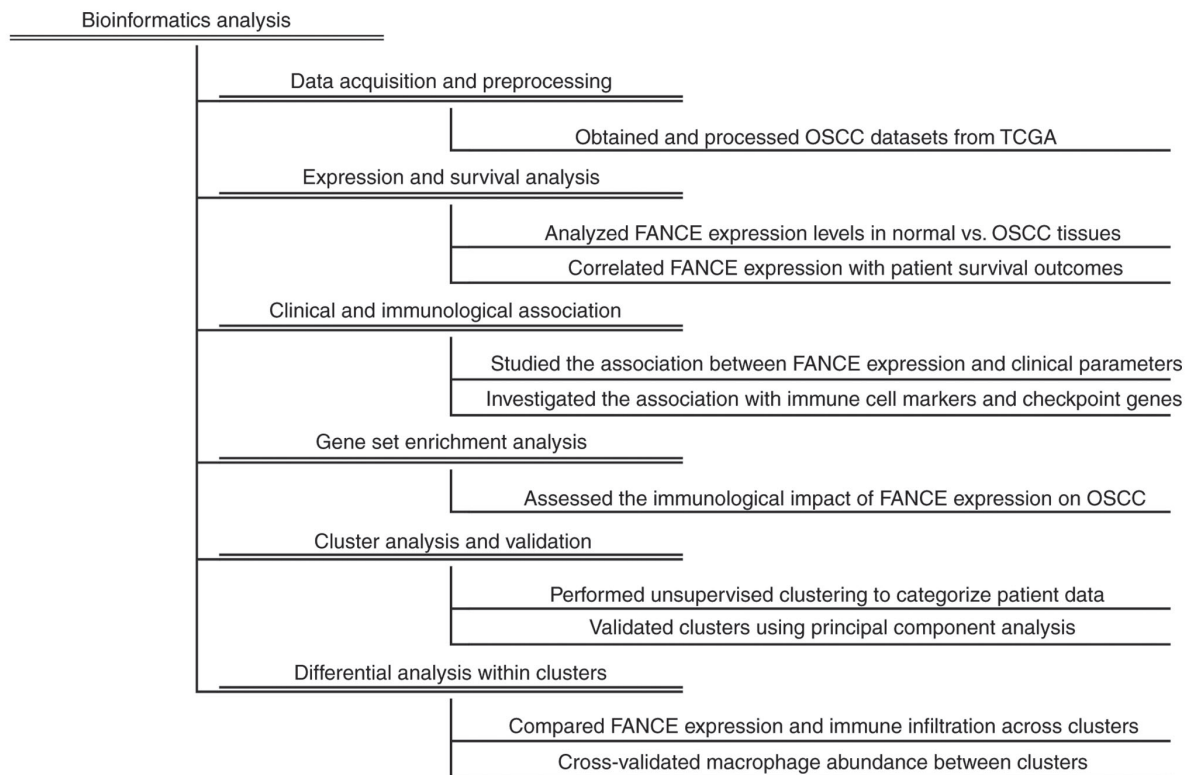 Bioinformatics analysis
Data acquisition and preprocessing
Obtained and processed OSCC datasets from TCGA
Expression and survival analysis
Analyzed FANCE expression levels in normal vs. OSCC tissues
Correlated FANCE expression with patient survival outcomes
Clinical and immunological association
Studied the association between FANCE expression and clinical parameters
Investigated the association with immune cell markers and checkpoint genes
Gene set enrichment analysis
Assessed the immunological impact of FANCE expression on OSCC
Cluster analysis and validation
Performed unsupervised clustering to categorize patient data
Validated clusters using principal component analysis
Differential analysis within clusters
Compared FANCE expression and immune infiltration across clusters
Cross-validated macrophage abundance between clusters